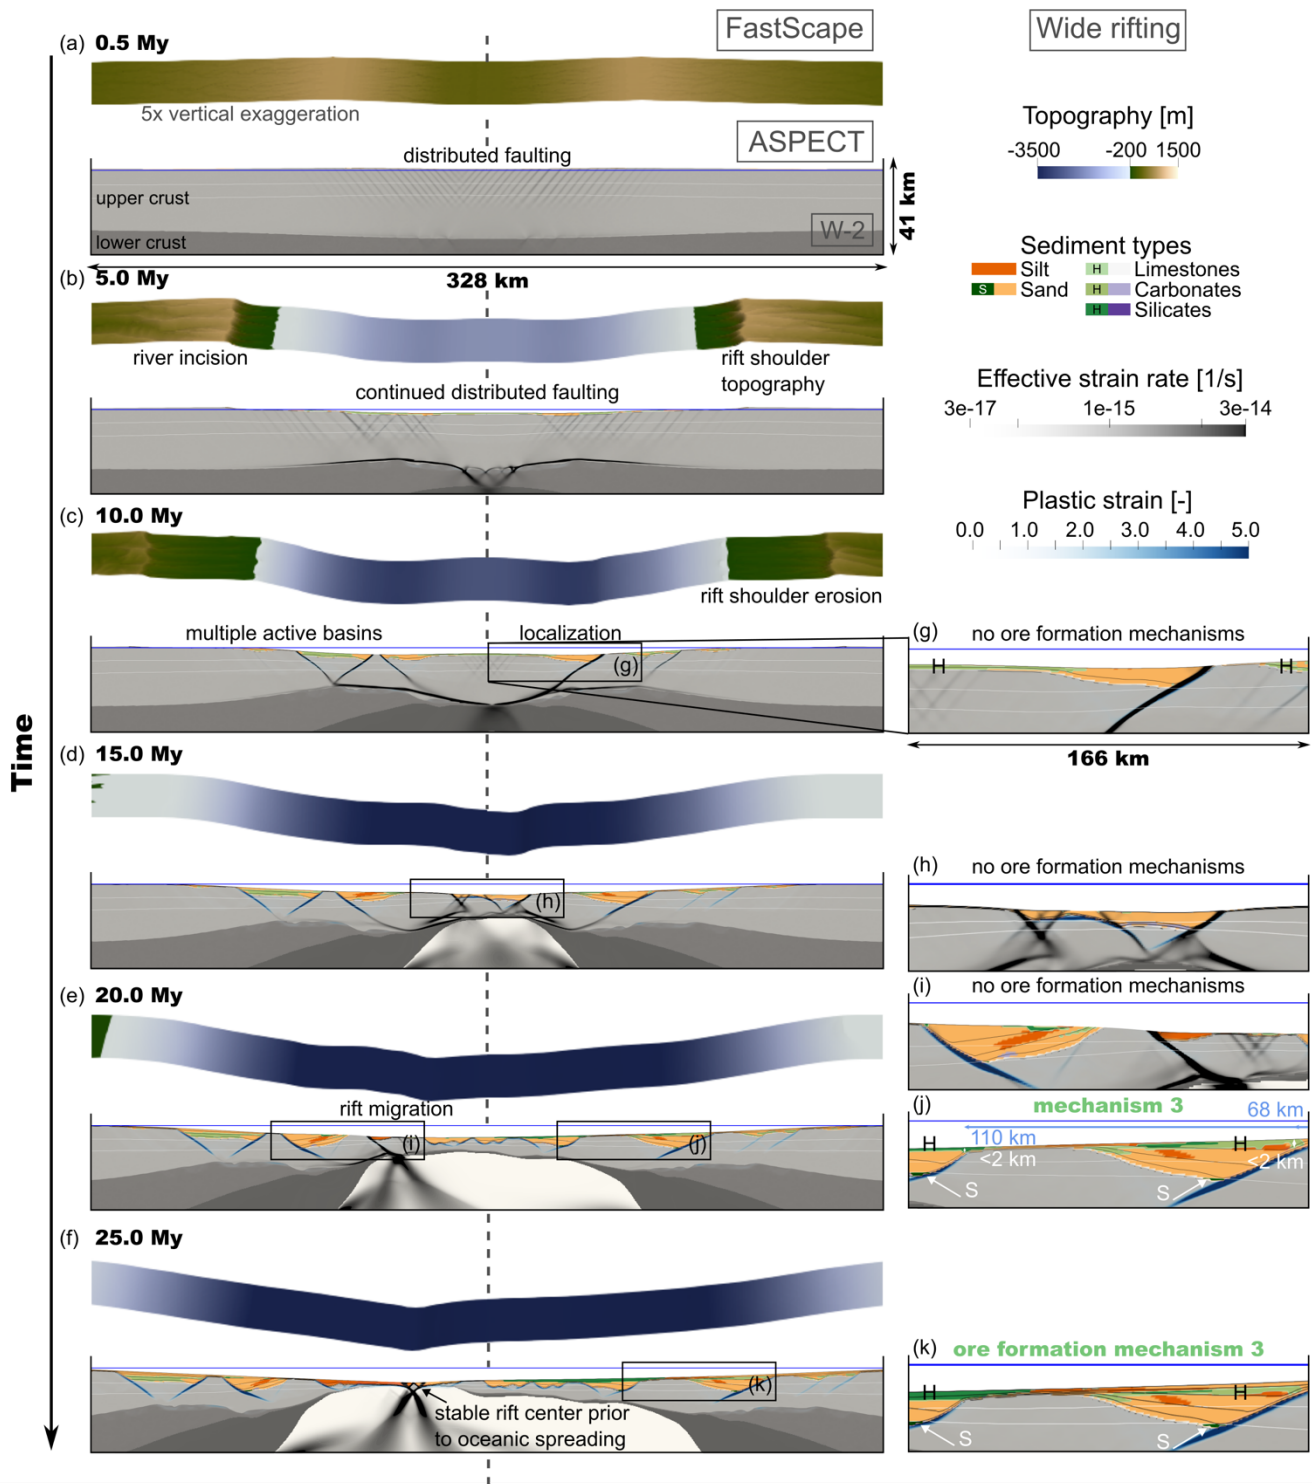 (a) 0.5 My
FastScape
Wide rifting
5x vertical exaggeration
Topography [m]
-3500 -200 1500
ASPECT
distributed faulting
upper crust
lower crust
W-2
41 km
328 km
Sediment types
Silt
S Sand
H Limestones
H Carbonates
H Silicates
(b) 5.0 My
river incision
rift shoulder
topography
continued distributed faulting
Effective strain rate [1/s]
3e-17 1e-15 3e-14
Plastic strain [-]
0.0 1.0 2.0 3.0 4.0 5.0
(c) 10.0 My
rift shoulder erosion
multiple active basins
localization
(g)
(g) no ore formation mechanisms
H H
166 km
Time
(d) 15.0 My
(h)
(h) no ore formation mechanisms
(e) 20.0 My
rift migration
(i)
(j)
(i) no ore formation mechanisms
(j) mechanism 3
68 km
110 km
H H
<2 km <2 km
S S
(f) 25.0 My
(k)
stable rift center prior
to oceanic spreading
(k) ore formation mechanism 3
H H
S S